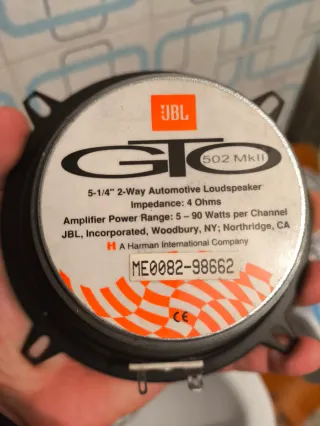 JBL
GTO
502 MkII
5-1/4" 2-Way Automotive Loudspeaker
Impedance: 4 Ohms
Amplifier Power Range: 5 – 90 Watts per Channel
JBL, Incorporated, Woodbury, NY; Northridge, CA
H A Harman International Company
ME0082-98662
CE